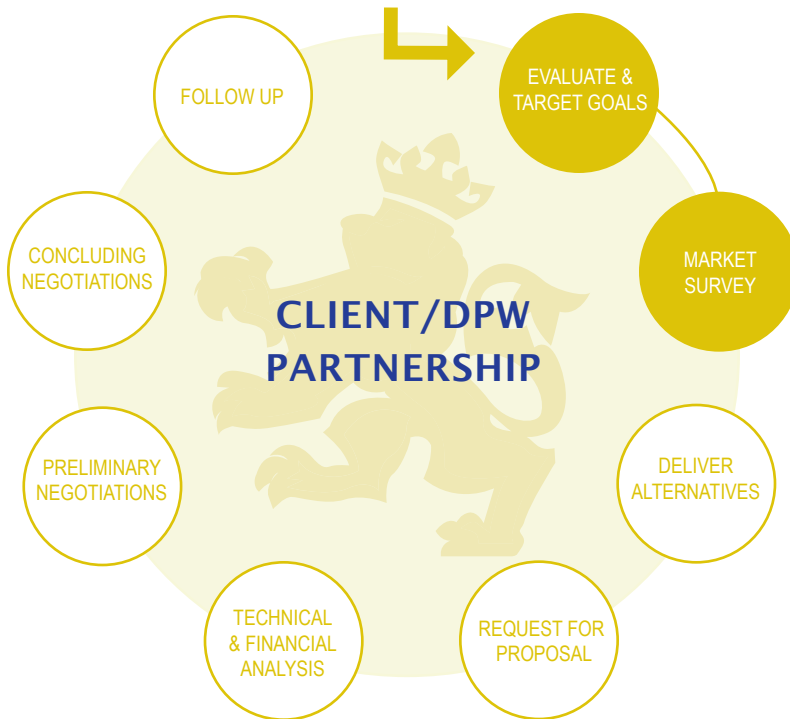 EVALUATE &
TARGET GOALS
MARKET
SURVEY
DELIVER
ALTERNATIVES
REQUEST FOR
PROPOSAL
TECHNICAL
& FINANCIAL
ANALYSIS
PRELIMINARY
NEGOTIATIONS
CONCLUDING
NEGOTIATIONS
FOLLOW UP
CLIENT/DPW
PARTNERSHIP